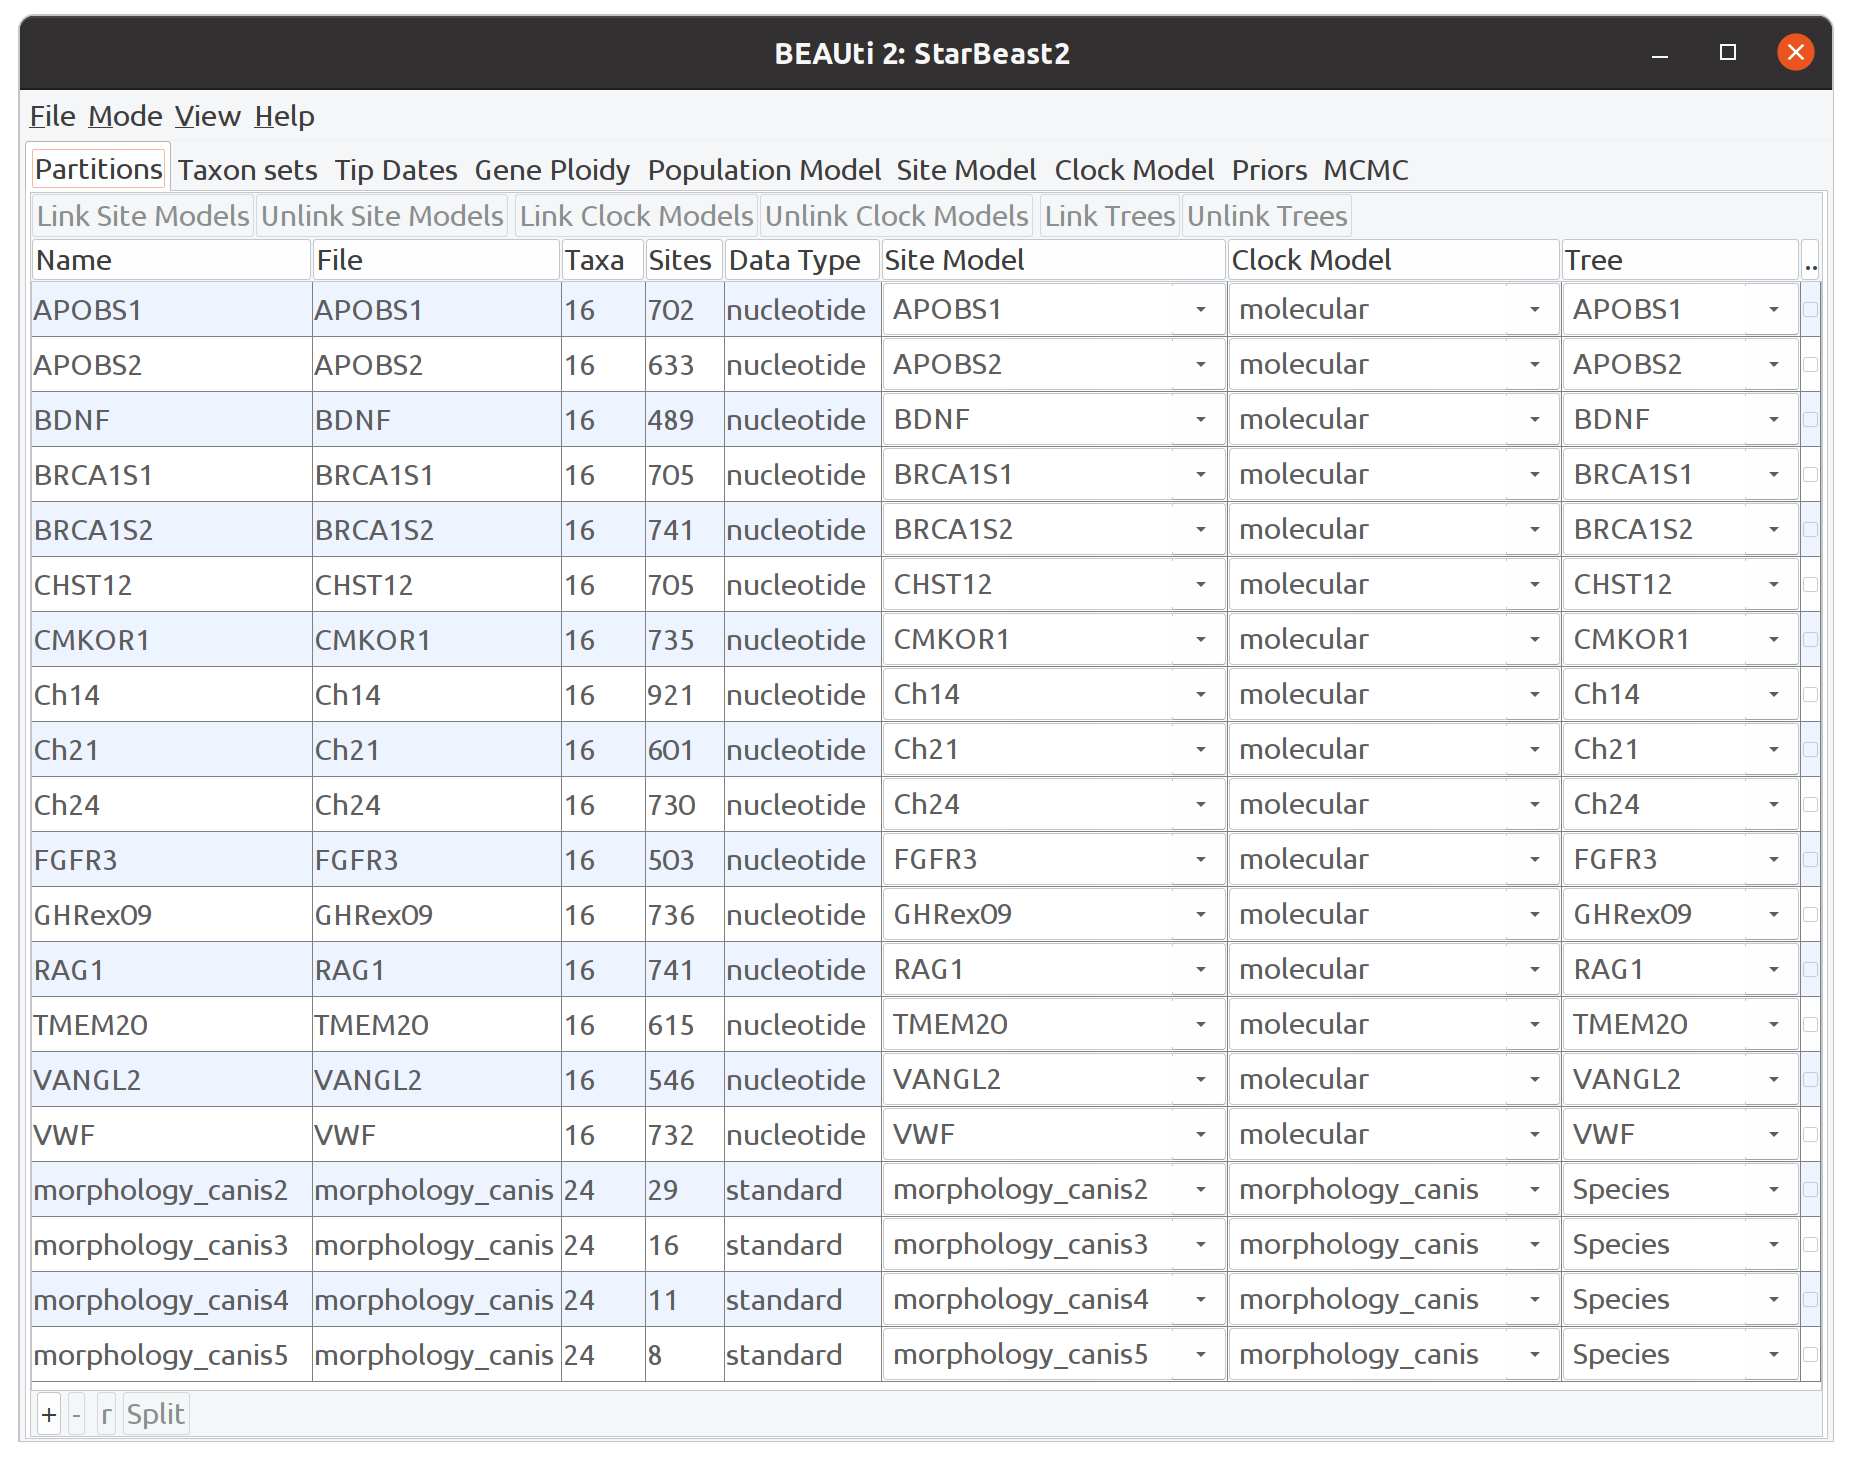 BEAUti 2: StarBeast2
File Mode View Help
Partitions Taxon sets Tip Dates Gene Ploidy Population Model Site Model Clock Model Priors MCMC
Link Site Models Unlink Site Models Link Clock Models Unlink Clock Models Link Trees Unlink Trees
Name File Taxa Sites Data Type Site Model Clock Model Tree ..
APOBS1 APOBS1 16 702 nucleotide APOBS1 molecular APOBS1
APOBS2 APOBS2 16 633 nucleotide APOBS2 molecular APOBS2
BDNF BDNF 16 489 nucleotide BDNF molecular BDNF
BRCA1S1 BRCA1S1 16 705 nucleotide BRCA1S1 molecular BRCA1S1
BRCA1S2 BRCA1S2 16 741 nucleotide BRCA1S2 molecular BRCA1S2
CHST12 CHST12 16 705 nucleotide CHST12 molecular CHST12
CMKOR1 CMKOR1 16 735 nucleotide CMKOR1 molecular CMKOR1
Ch14 Ch14 16 921 nucleotide Ch14 molecular Ch14
Ch21 Ch21 16 601 nucleotide Ch21 molecular Ch21
Ch24 Ch24 16 730 nucleotide Ch24 molecular Ch24
FGFR3 FGFR3 16 503 nucleotide FGFR3 molecular FGFR3
GHRex09 GHRex09 16 736 nucleotide GHRex09 molecular GHRex09
RAG1 RAG1 16 741 nucleotide RAG1 molecular RAG1
TMEM20 TMEM20 16 615 nucleotide TMEM20 molecular TMEM20
VANGL2 VANGL2 16 546 nucleotide VANGL2 molecular VANGL2
VWF VWF 16 732 nucleotide VWF molecular VWF
morphology_canis2 morphology_canis 24 29 standard morphology_canis2 morphology_canis Species
morphology_canis3 morphology_canis 24 16 standard morphology_canis3 morphology_canis Species
morphology_canis4 morphology_canis 24 11 standard morphology_canis4 morphology_canis Species
morphology_canis5 morphology_canis 24 8 standard morphology_canis5 morphology_canis Species
+ - r Split